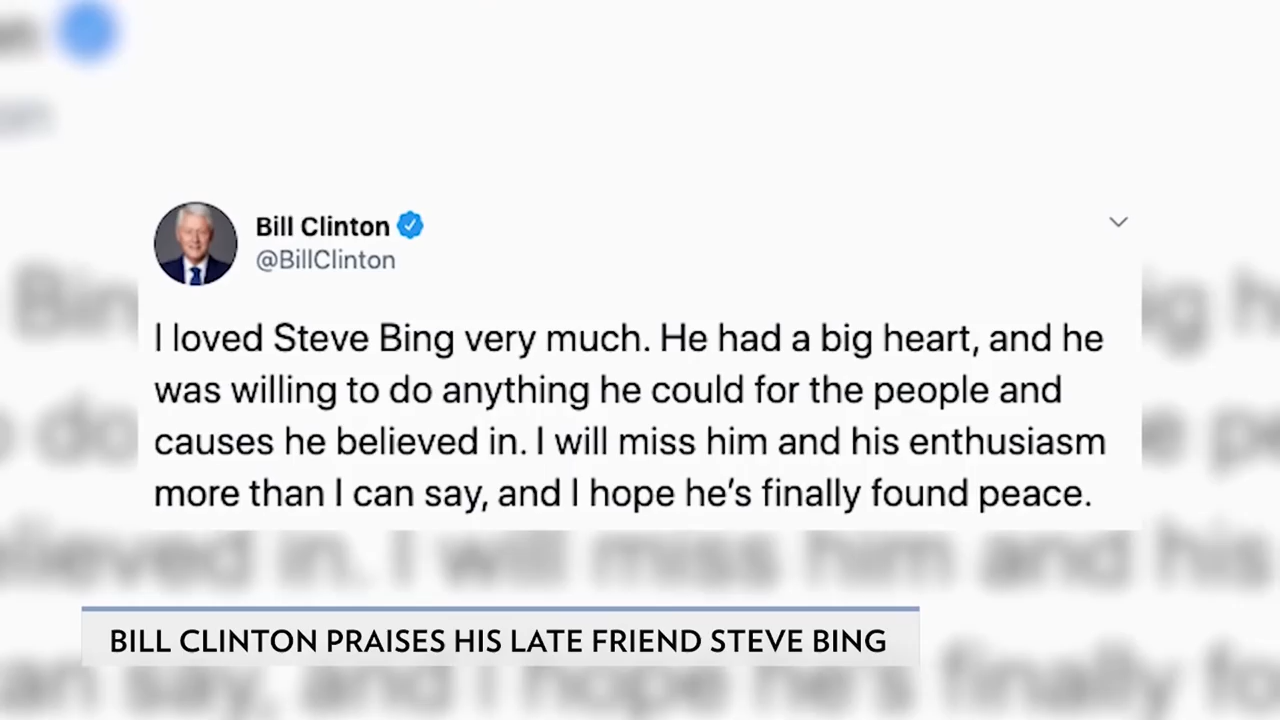 Bill Clinton
@BillClinton
I loved Steve Bing very much. He had a big heart, and he
was willing to do anything he could for the people and
causes he believed in. I will miss him and his enthusiasm
more than I can say, and I hope he's finally found peace.
BILL CLINTON PRAISES HIS LATE FRIEND STEVE BING